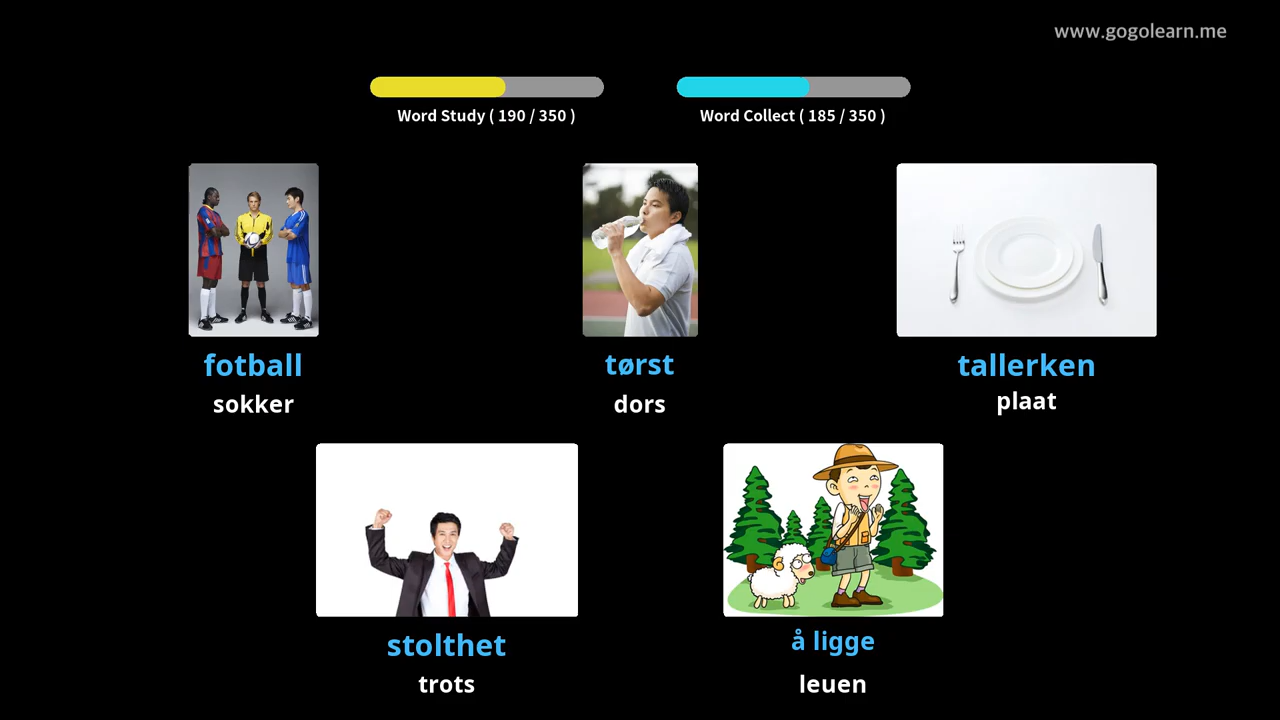 www.gogolearn.me
Word Study ( 190 / 350 )
Word Collect ( 185 / 350 )
fotball
sokker
tørst
dors
tallerken
plaat
stolthet
trots
å ligge
leuen